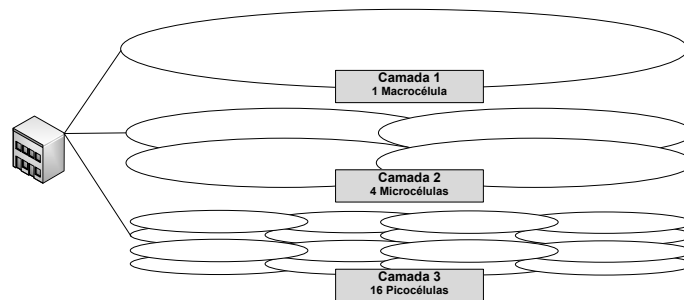 Camada 1
1 Macrocélula
Camada 2
4 Microcélulas
Camada 3
16 Picocélulas